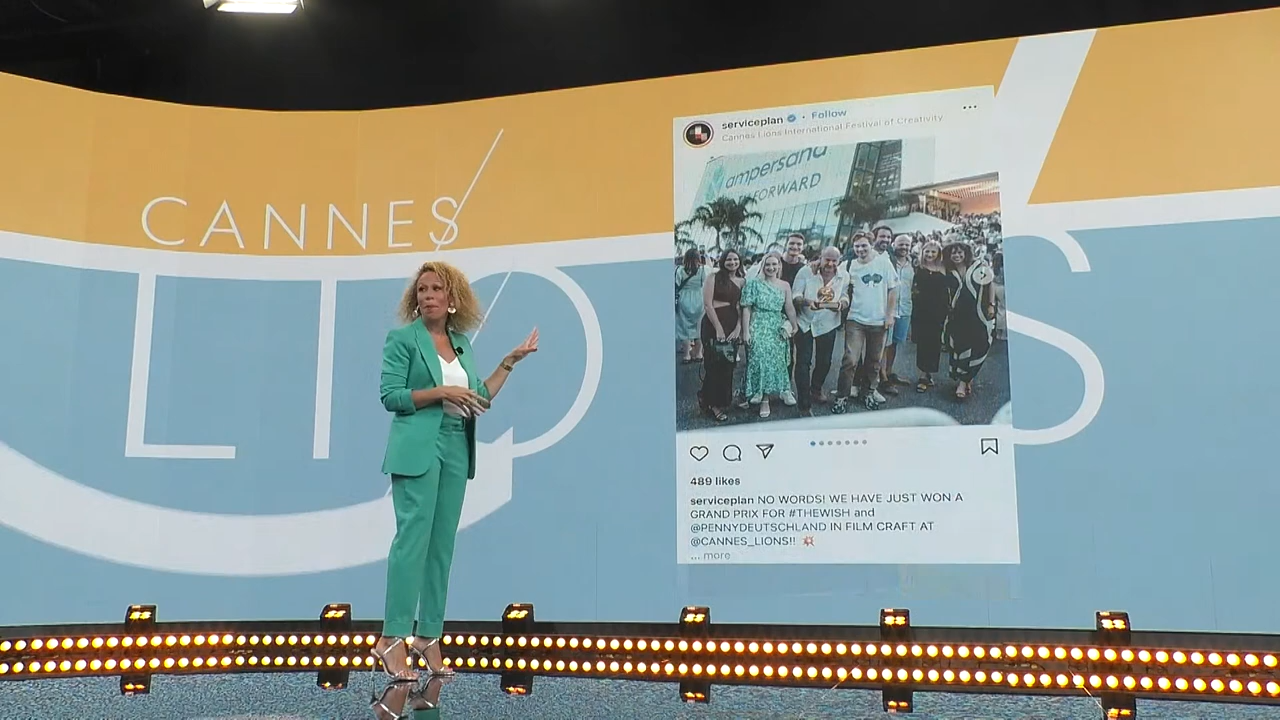 CANNES
LIONS
serviceplan • Follow
Cannes Lions International Festival of Creativity
ampersand
FORWARD
489 likes
serviceplan NO WORDS! WE HAVE JUST WON A
GRAND PRIX FOR #THEWISH and
@PENNYDEUTSCHLAND IN FILM CRAFT AT
@CANNES_LIONS!! 💥
... more